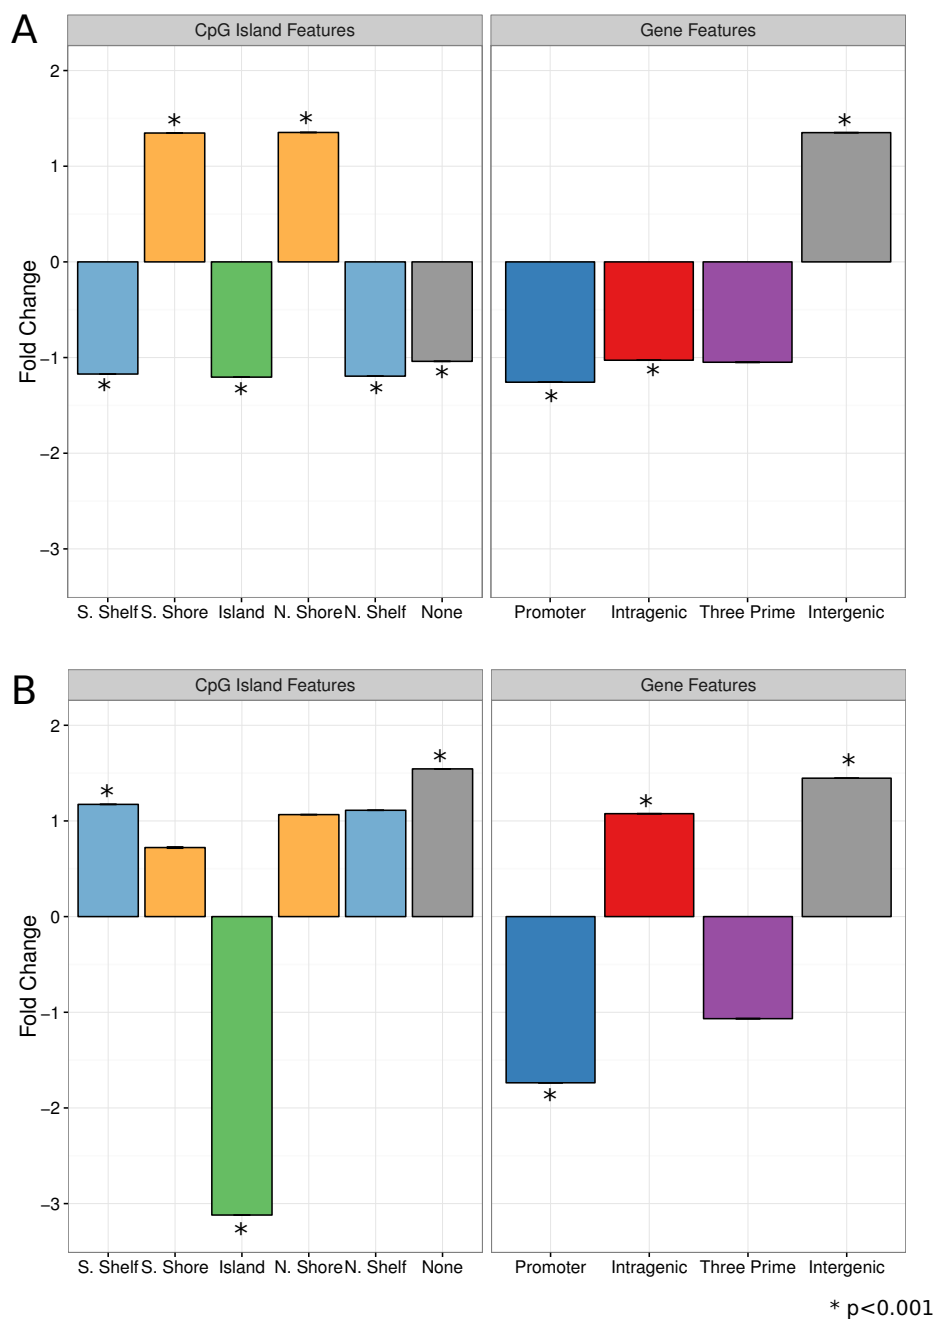 A
CpG Island Features
Gene Features
Fold Change
2
*
*
*
1
0
−1
*
*
*
*
*
*
−2
−3
S. Shelf S. Shore Island N. Shore N. Shelf None
Promoter Intragenic Three Prime Intergenic
B
CpG Island Features
Gene Features
Fold Change
2
*
*
*
*
1
0
−1
*
−2
−3
*
S. Shelf S. Shore Island N. Shore N. Shelf None
Promoter Intragenic Three Prime Intergenic
* p<0.001